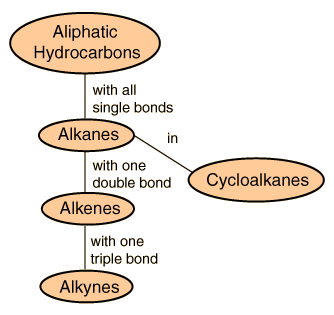 Aliphatic
Hydrocarbons
with all
single bonds
Alkanes
in
with one
double bond
Cycloalkanes
Alkenes
with one
triple bond
Alkynes